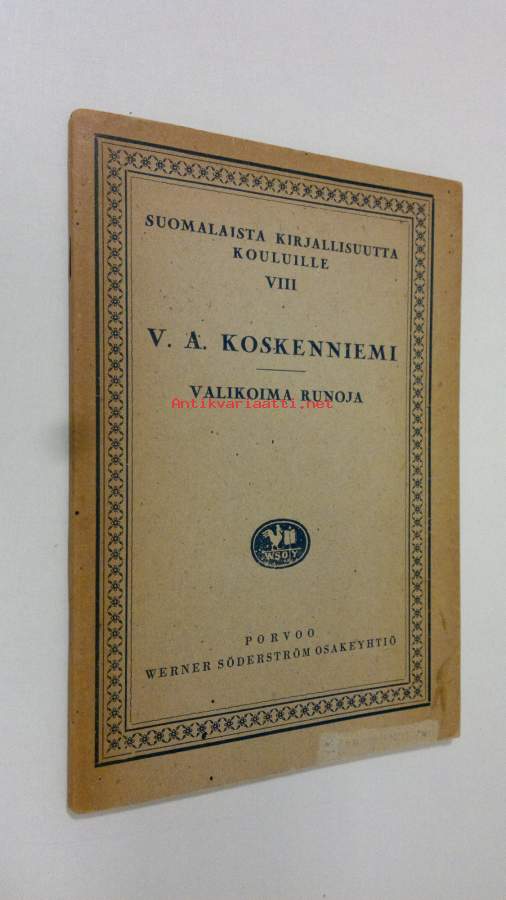 SUOMALAISTA KIRJALLISUUTTA
KOULUILLE
VIII
V. A. KOSKENNIEMI
VALIKOIMA RUNOJA
Antikvariaatti.net
WSOY
PORVOO
WERNER SÖDERSTRÖM OSAKEYHTIÖ